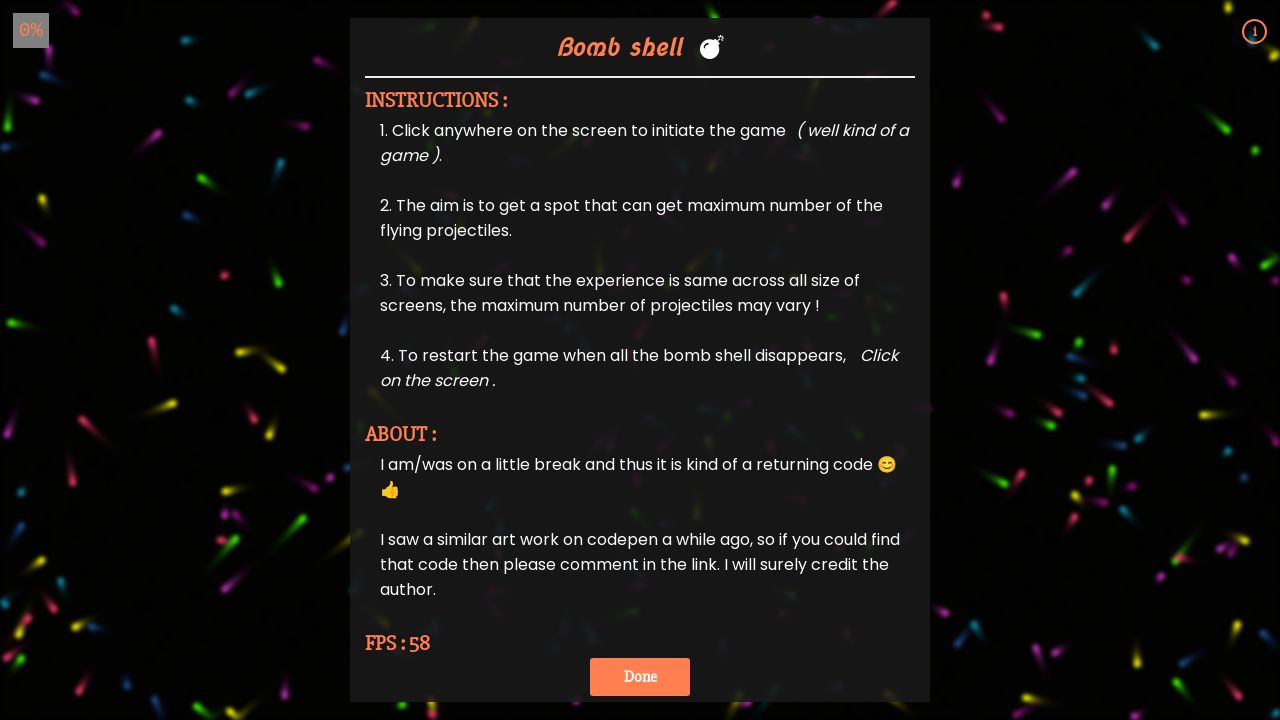 0%
i
Bomb shell 💣
INSTRUCTIONS :
1. Click anywhere on the screen to initiate the game ( well kind of a
game ).
2. The aim is to get a spot that can get maximum number of the
flying projectiles.
3. To make sure that the experience is same across all size of
screens, the maximum number of projectiles may vary !
4. To restart the game when all the bomb shell disappears, Click
on the screen .
ABOUT :
I am/was on a little break and thus it is kind of a returning code 😊
👍
I saw a similar art work on codepen a while ago, so if you could find
that code then please comment in the link. I will surely credit the
author.
FPS : 58
Done